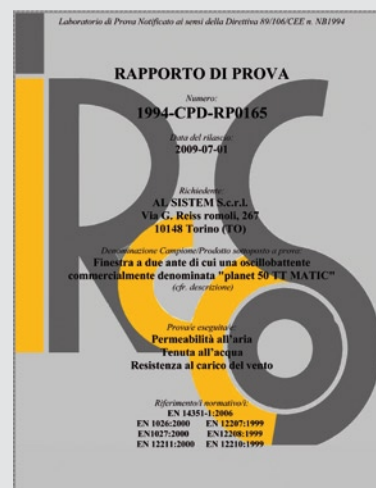 Laboratorio di Prova Notificato ai sensi della Direttiva 89/106/CEE n. NB1994
RAPPORTO DI PROVA
Numero:
1994-CPD-RP0165
Data del rilascio:
2009-07-01
Richiedente:
AL SISTEM S.c.r.l.
Via G. Reiss romoli, 267
10148 Torino (TO)
Denominazione Campione/Prodotto sottoposto a prova:
Finestra a due ante di cui una oscillobattente
commercialmente denominata "planet 50 TT MATIC"
(cfr. descrizione)
Prova/e eseguita/e:
Permeabilità all'aria
Tenuta all'acqua
Resistenza al carico del vento
Riferimento/i normativo/i:
EN 14351-1:2006
EN 1026:2000 EN 12207:1999
EN1027:2000 EN12208:1999
EN 12211:2000 EN 12210:1999
iRcCOS